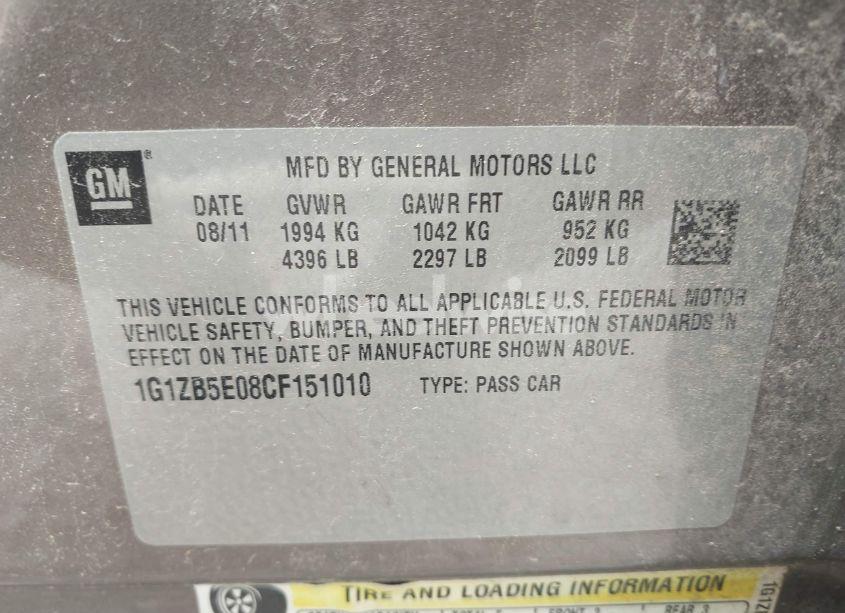 GM®
MFD BY GENERAL MOTORS LLC
DATE GVWR GAWR FRT GAWR RR
08/11 1994 KG 1042 KG 952 KG
4396 LB 2297 LB 2099 LB
THIS VEHICLE CONFORMS TO ALL APPLICABLE U.S. FEDERAL MOTOR
VEHICLE SAFETY, BUMPER, AND THEFT PREVENTION STANDARDS IN
EFFECT ON THE DATE OF MANUFACTURE SHOWN ABOVE.
1G1ZB5E08CF151010 TYPE: PASS CAR
TIRE AND LOADING INFORMATION